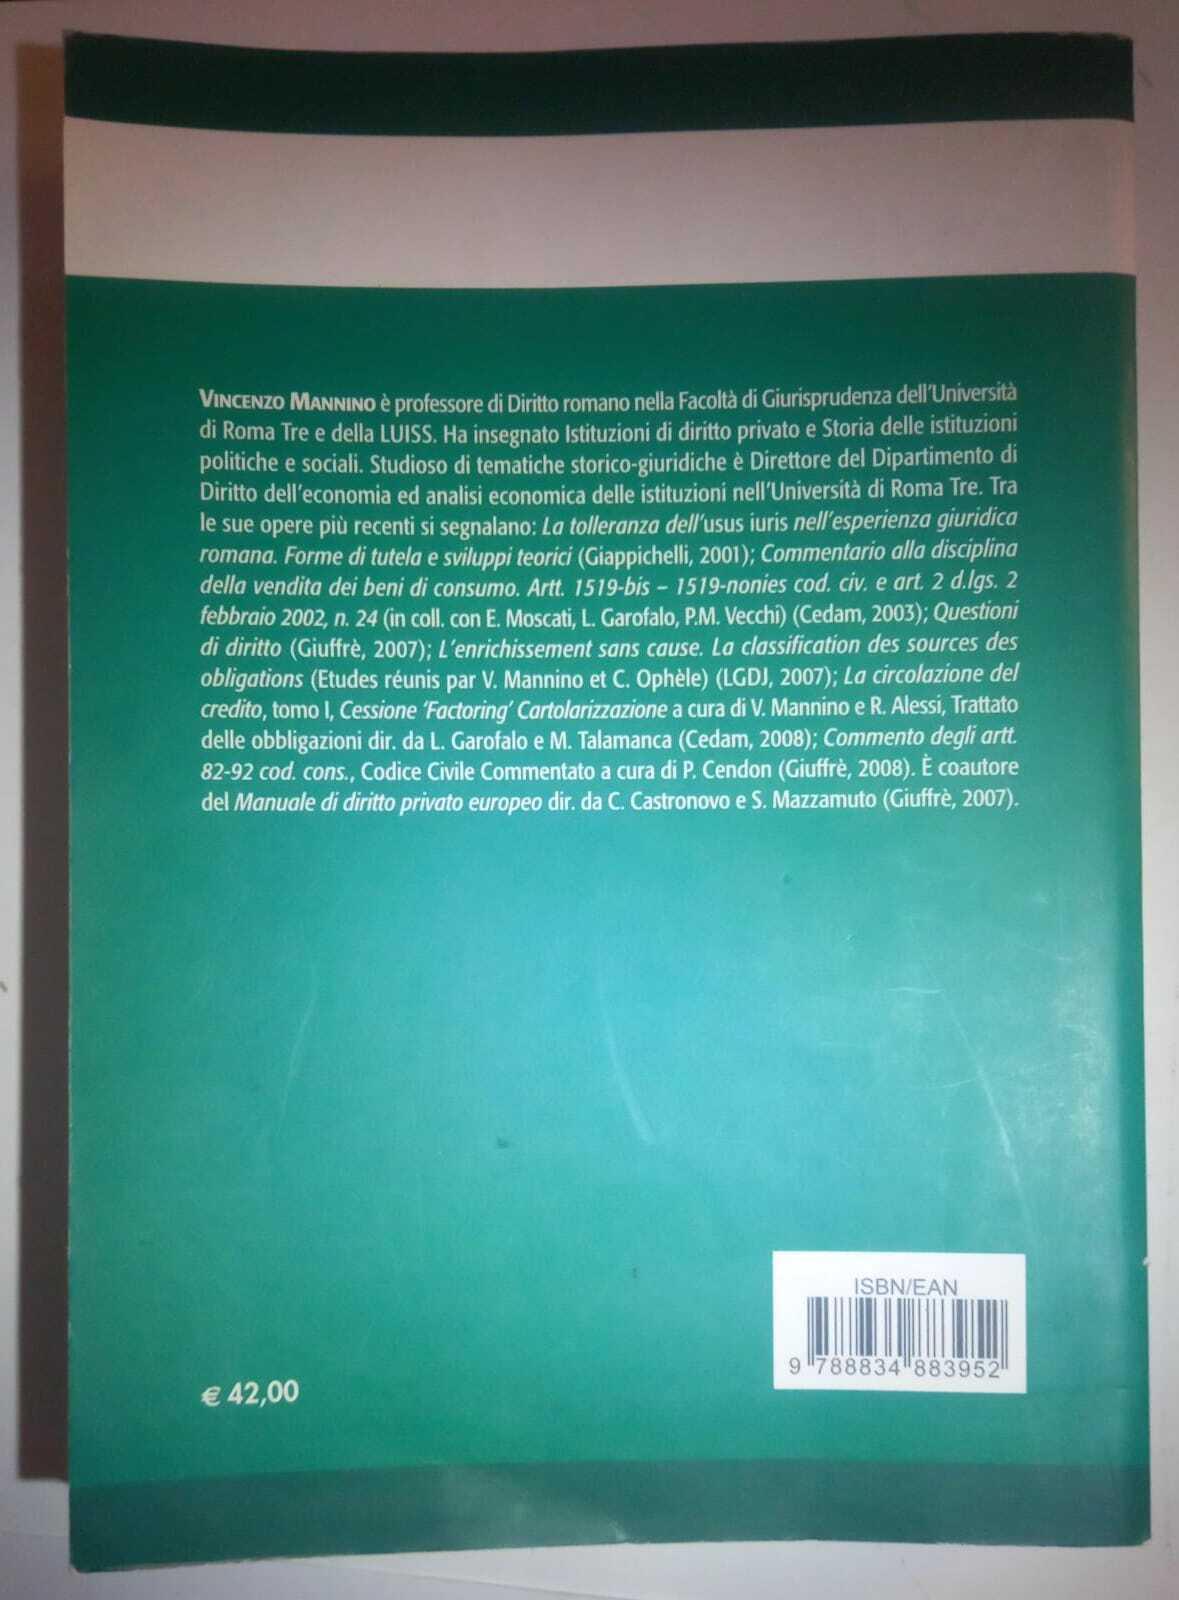 VINCENZO MANNINO è professore di Diritto romano nella Facoltà di Giurisprudenza dell'Università
di Roma Tre e della LUISS. Ha insegnato Istituzioni di diritto privato e Storia delle istituzioni
politiche e sociali. Studioso di tematiche storico-giuridiche è Direttore del Dipartimento di
Diritto dell'economia ed analisi economica delle istituzioni nell'Università di Roma Tre. Tra
le sue opere più recenti si segnalano: La tolleranza dell'usus iuris nell'esperienza giuridica
romana. Forme di tutela e sviluppi teorici (Giappichelli, 2001); Commentario alla disciplina
della vendita dei beni di consumo. Artt. 1519-bis – 1519-nonies cod. civ. e art. 2 d.lgs. 2
febbraio 2002, n. 24 (in coll. con E. Moscati, L. Garofalo, P.M. Vecchi) (Cedam, 2003); Questioni
di diritto (Giuffrè, 2007); L'enrichissement sans cause. La classification des sources des
obligations (Etudes réunis par V. Mannino et C. Ophèle) (LGDJ, 2007); La circolazione del
credito, tomo I, Cessione 'Factoring' Cartolarizzazione a cura di V. Mannino e R. Alessi, Trattato
delle obbligazioni dir. da L. Garofalo e M. Talamanca (Cedam, 2008); Commento degli artt.
82-92 cod. cons., Codice Civile Commentato a cura di P. Cendon (Giuffrè, 2008). È coautore
del Manuale di diritto privato europeo dir. da C. Castronovo e S. Mazzamuto (Giuffrè, 2007).
ISBN/EAN
9 788834 883952
€ 42,00